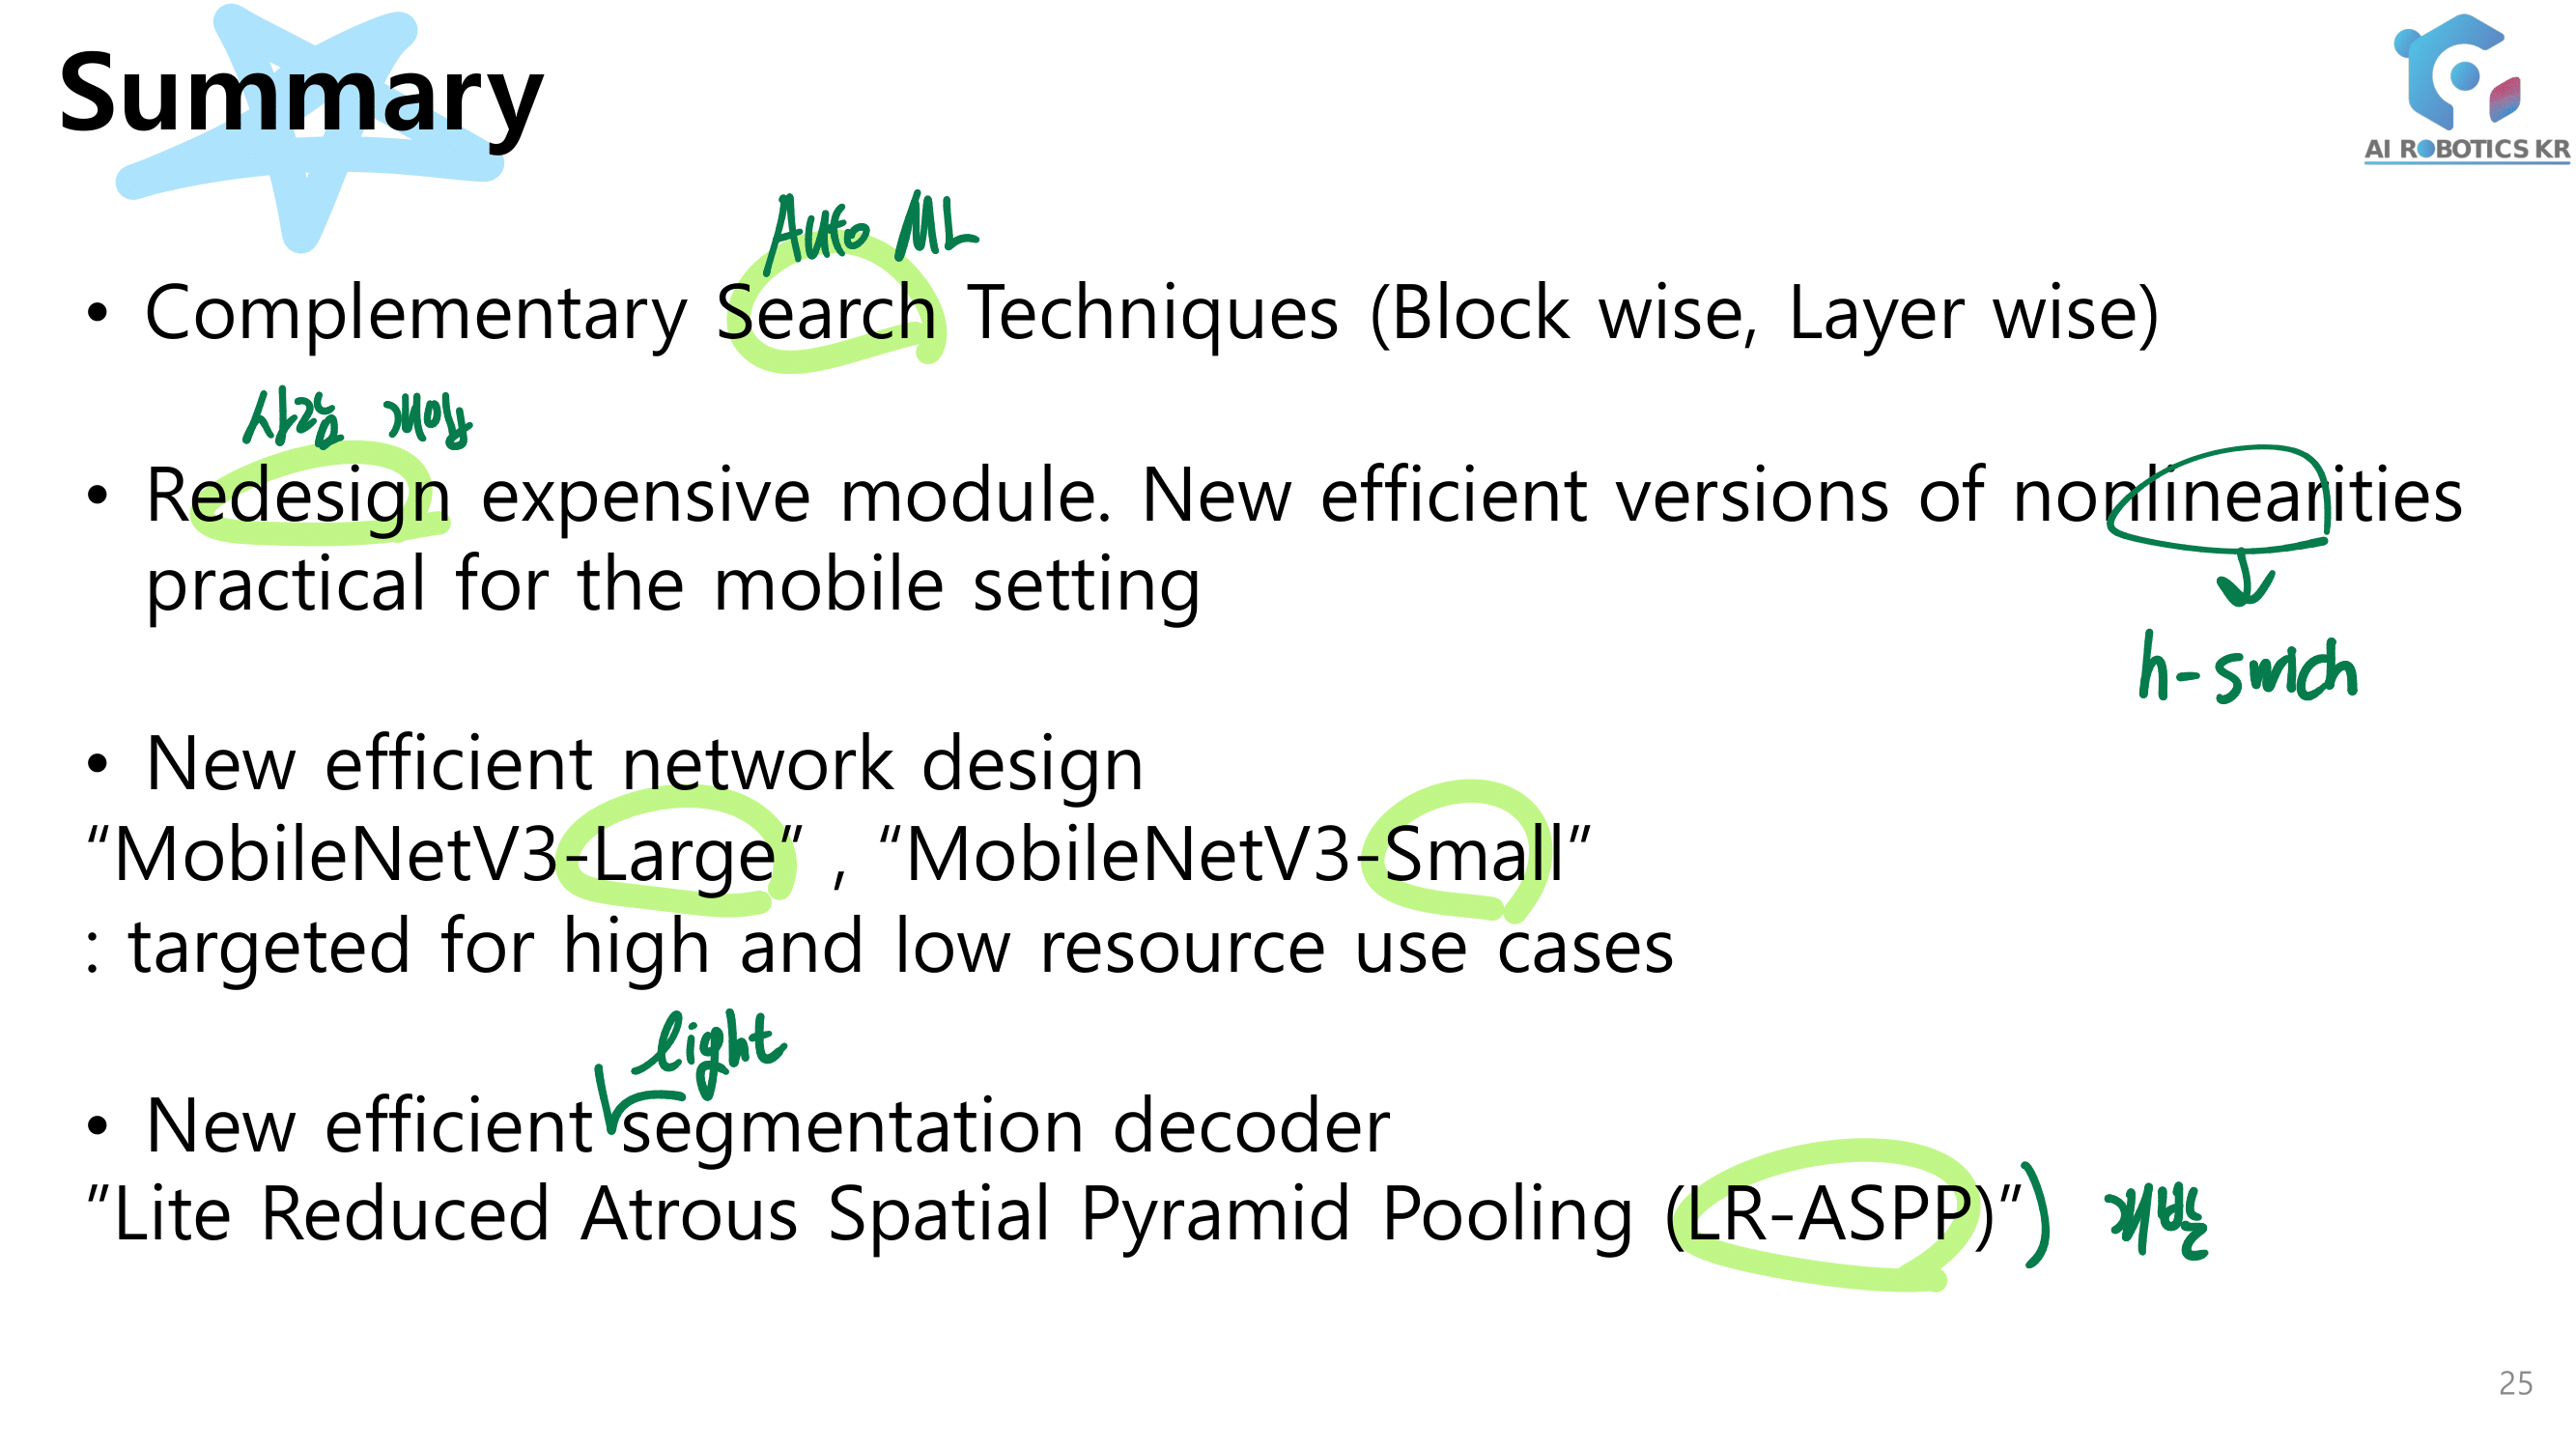 Summary
AI ROBOTICS KR
Auto ML
• Complementary Search Techniques (Block wise, Layer wise)
사람 개입
• Redesign expensive module. New efficient versions of nonlinearities
practical for the mobile setting
h-swich
• New efficient network design
“MobileNetV3-Large” , “MobileNetV3-Small”
: targeted for high and low resource use cases
light
• New efficient segmentation decoder
”Lite Reduced Atrous Spatial Pyramid Pooling (LR-ASPP)”) 개발
25